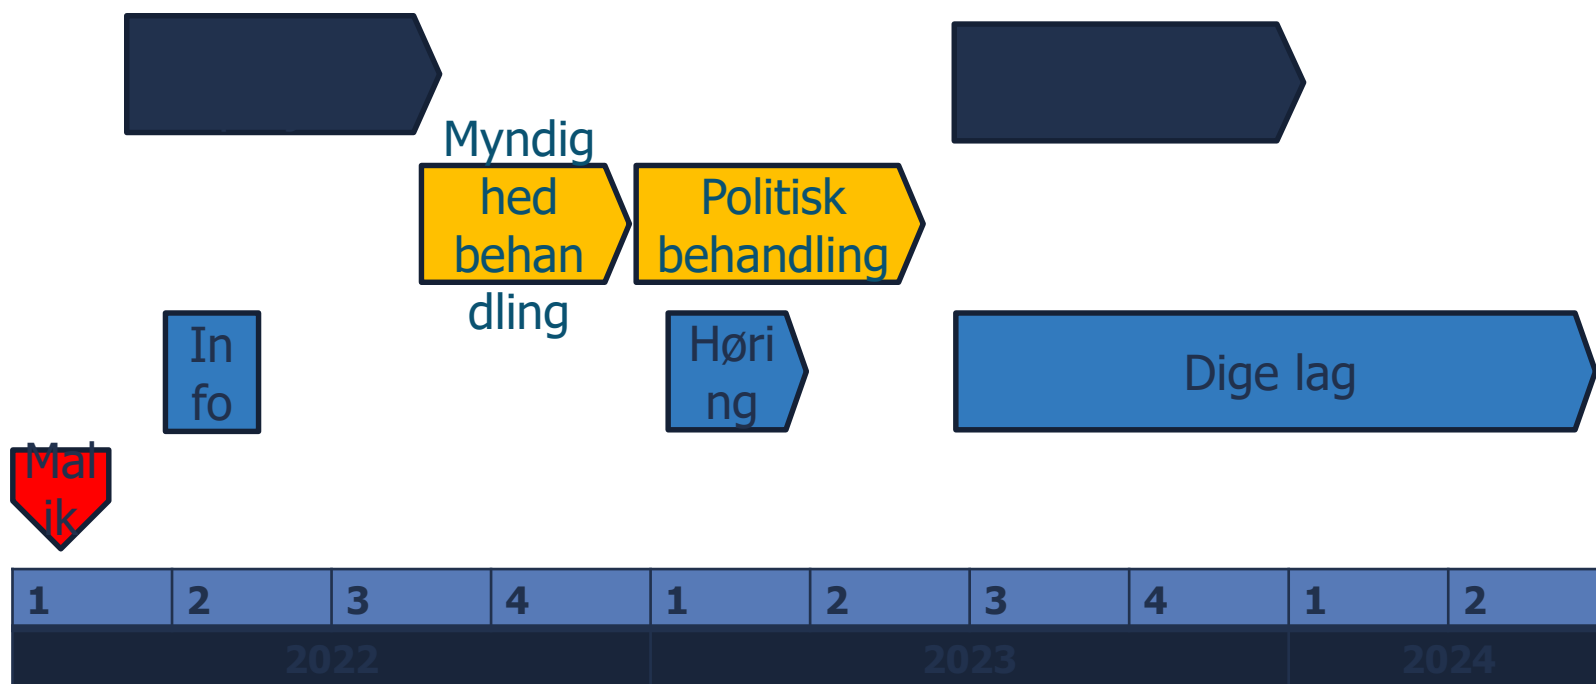 Myndig
hed
behan
dling
Politisk
behandling
In
fo
Høri
ng
Dige lag
Mal
ik
1 2 3 4 1 2 3 4 1 2
2022 2023 2024